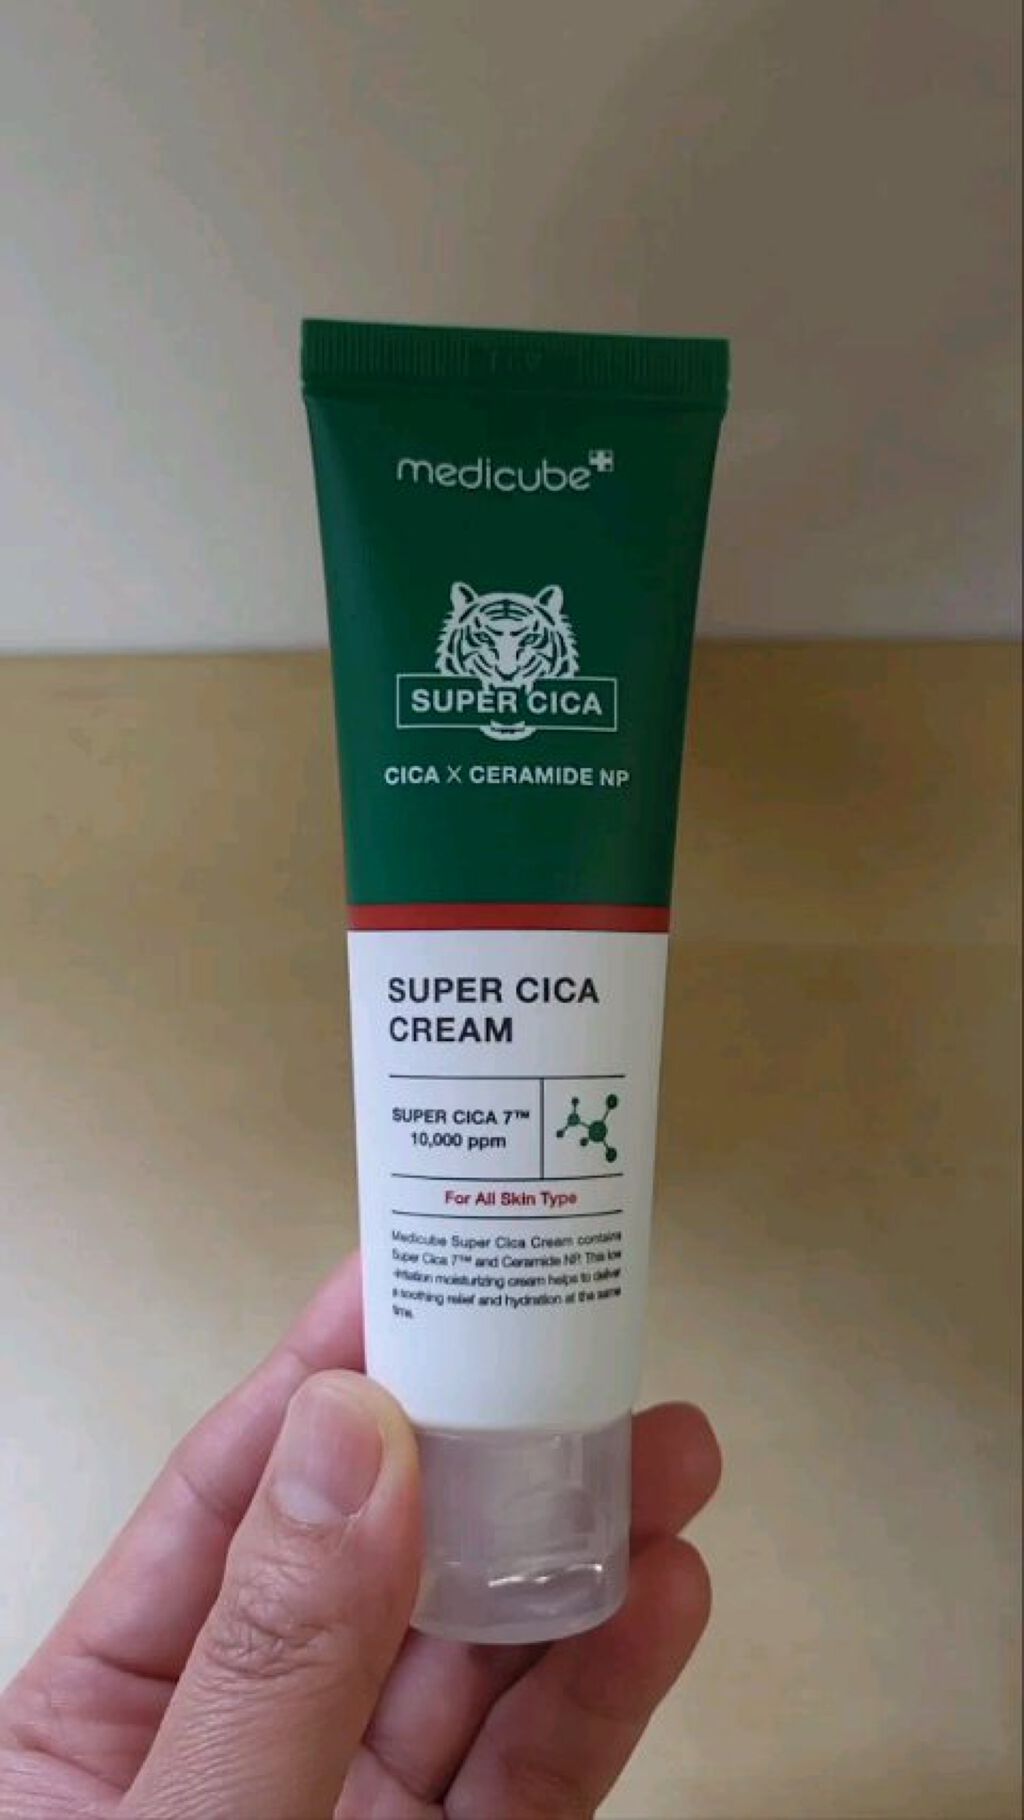 medicube
SUPER CICA
CICA X CERAMIDE NP
SUPER CICA
CREAM
SUPER CICA 7™
10,000 ppm
For All Skin Type
Medicube Super Cica Cream contains
Super Cica 7™ and Ceramide NP. This low
-irritation moisturizing cream helps to deliver
a soothing relief and hydration at the same
time.